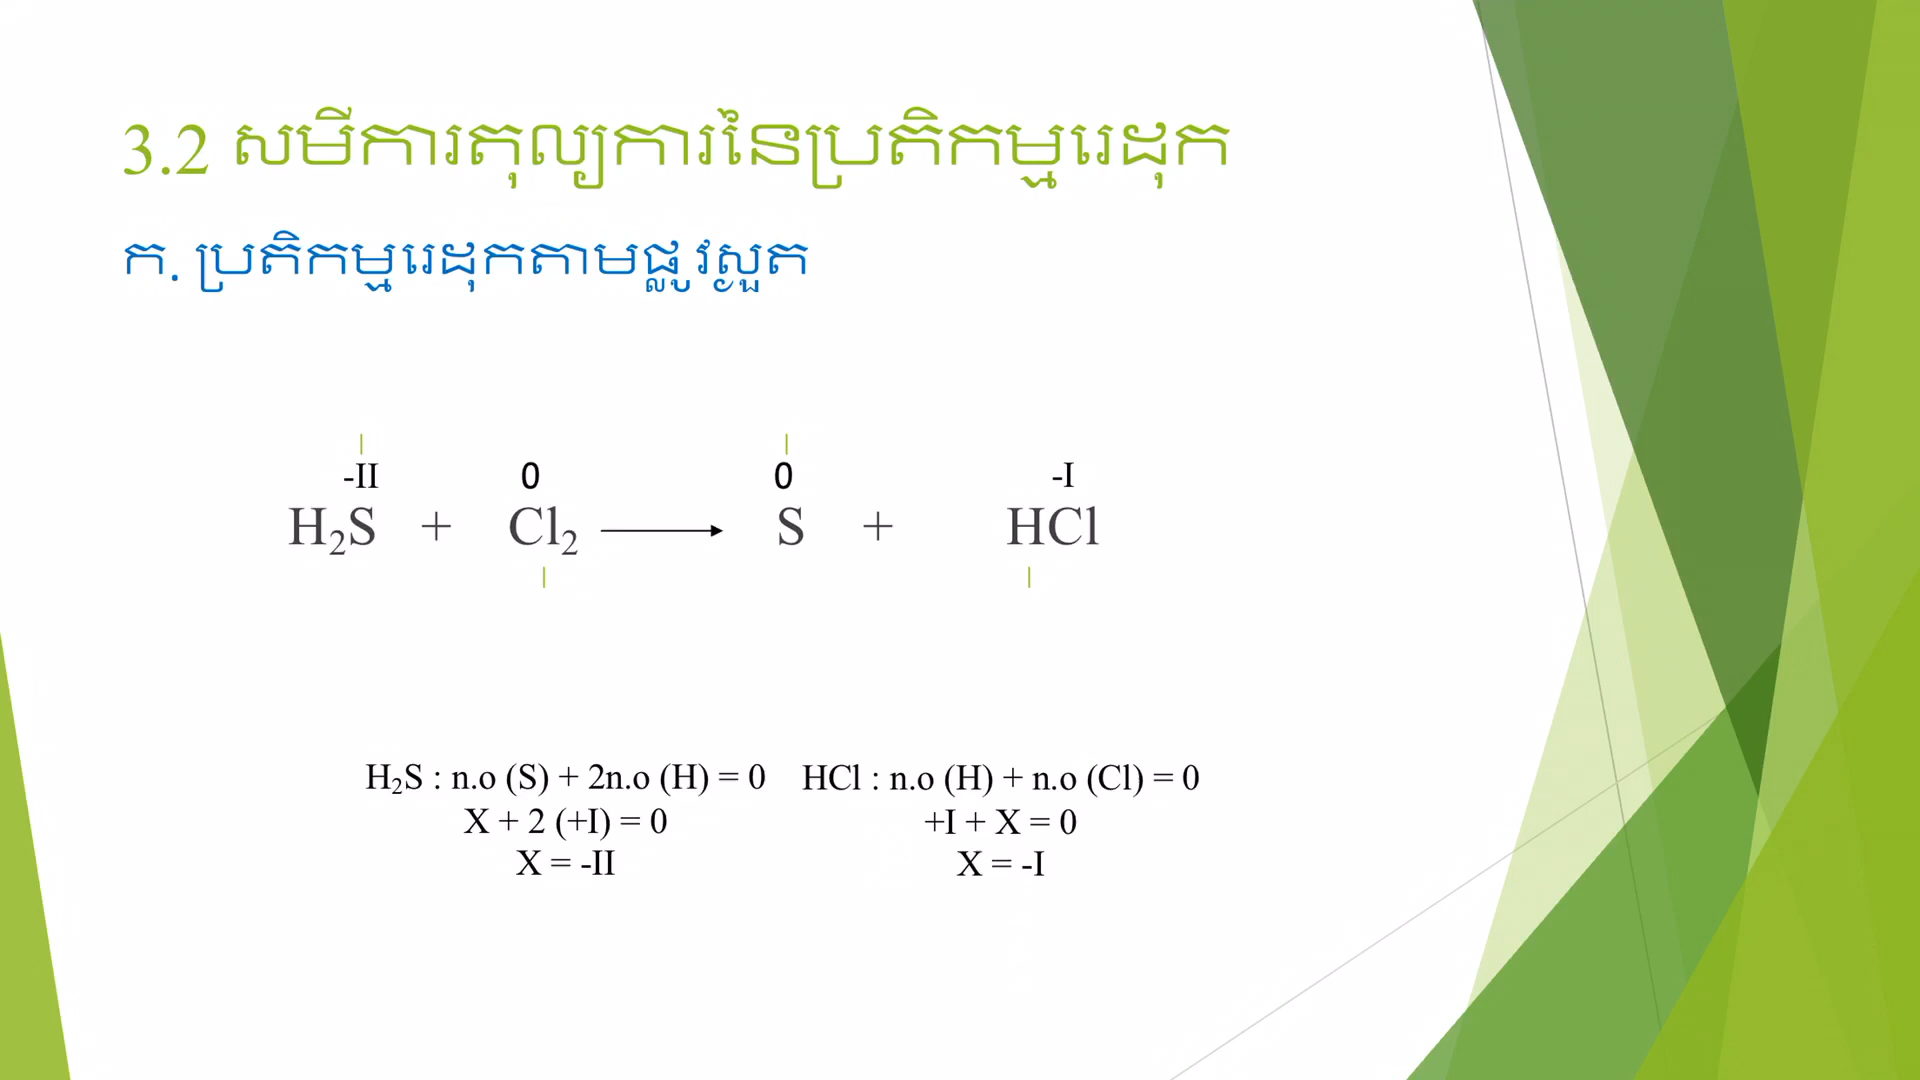 3.2 សមីការតុល្យការនៃប្រតិកម្មរេដុក
ក. ប្រតិកម្មរេដុកតាមផ្លូវស្ងួត
-II 0 0 -I
H₂S + Cl₂ ⟶ S + HCl
H₂S : n.o (S) + 2n.o (H) = 0 HCl : n.o (H) + n.o (Cl) = 0
X + 2 (+I) = 0 +I + X = 0
X = -II X = -I